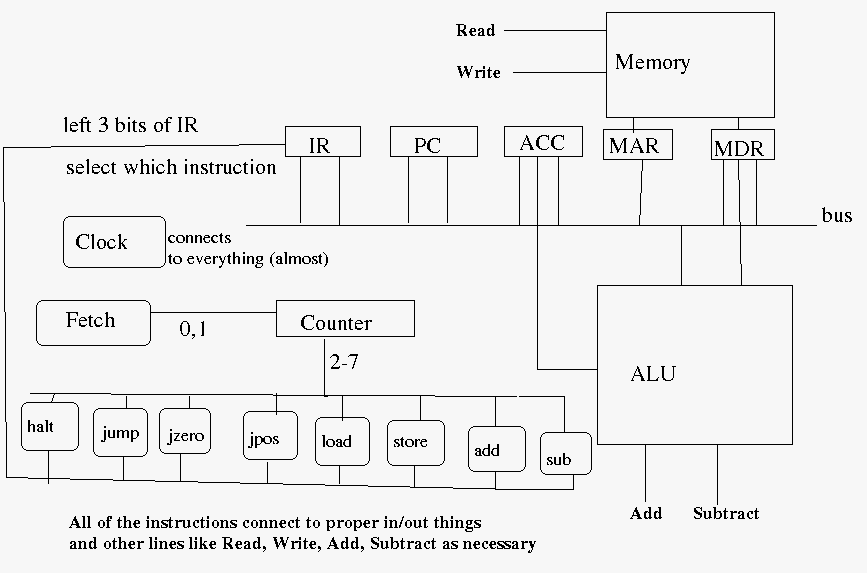 Read
Write
Memory
left 3 bits of IR
IR
PC
ACC
MAR
MDR
select which instruction
bus
Clock
connects
to everything (almost)
Fetch
0,1
Counter
2-7
ALU
halt
jump
jzero
jpos
load
store
add
sub
Add
Subtract
All of the instructions connect to proper in/out things
and other lines like Read, Write, Add, Subtract as necessary